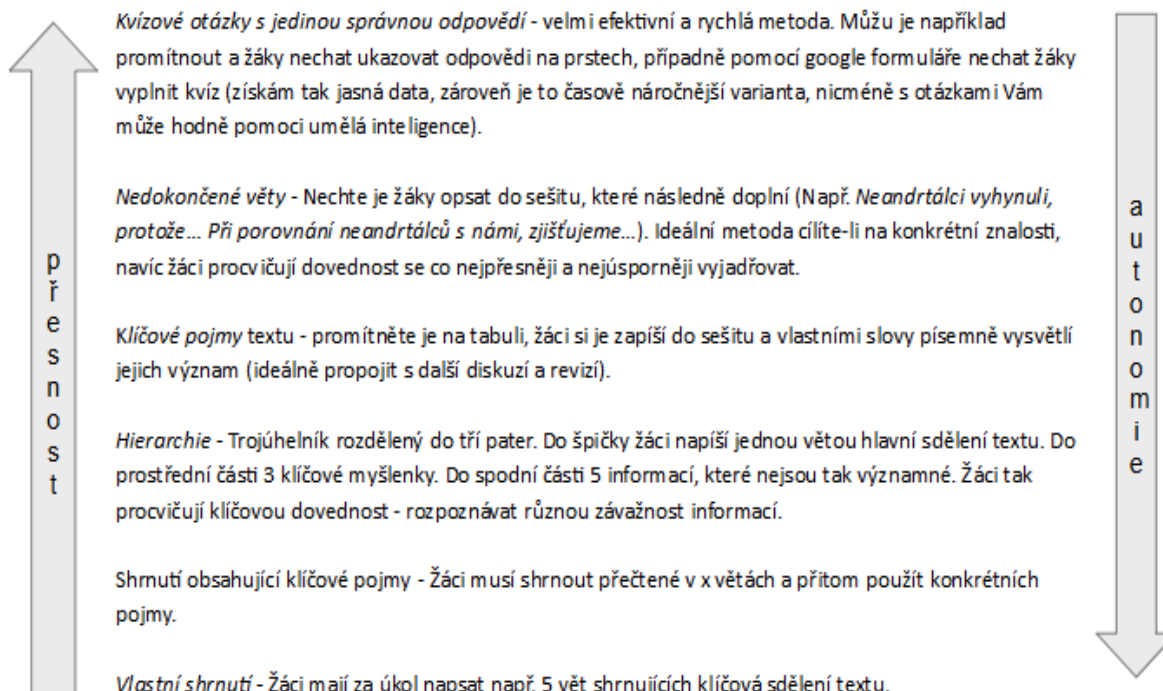 Kvízové otázky s jedinou správnou odpovědí - velmi efektivní a rychlá metoda. Můžu je například
promítnout a žáky nechat ukazovat odpovědi na prstech, případně pomocí google formuláře nechat žáky
vyplnit kvíz (získám tak jasná data, zároveň je to časově náročnější varianta, nicméně s otázkami Vám
může hodně pomoci umělá inteligence).
Nedokončené věty - Nechte je žáky opsat do sešitu, které následně doplní (Např. Neandrtálci vyhynuli,
protože... Při porovnání neandrtálců s námi, zjišťujeme...). Ideální metoda cílíte-li na konkrétní znalosti,
navíc žáci procvičují dovednost se co nejpřesněji a nejúsporněji vyjadřovat.
Klíčové pojmy textu - promítněte je na tabuli, žáci si je zapíší do sešitu a vlastními slovy písemně vysvětlí
jejich význam (ideálně propojit s další diskuzí a revizí).
Hierarchie - Trojúhelník rozdělený do tří pater. Do špičky žáci napíší jednou větou hlavní sdělení textu. Do
prostřední části 3 klíčové myšlenky. Do spodní části 5 informací, které nejsou tak významné. Žáci tak
procvičují klíčovou dovednost - rozpoznávat různou závažnost informací.
Shrnutí obsahující klíčové pojmy - Žáci musí shrnout přečtené v x větách a přitom použít konkrétních
pojmy.
Vlastní shrnutí - Žáci mají za úkol napsat např. 5 vět shrnujících klíčová sdělení textu.
přesnost
autonomie